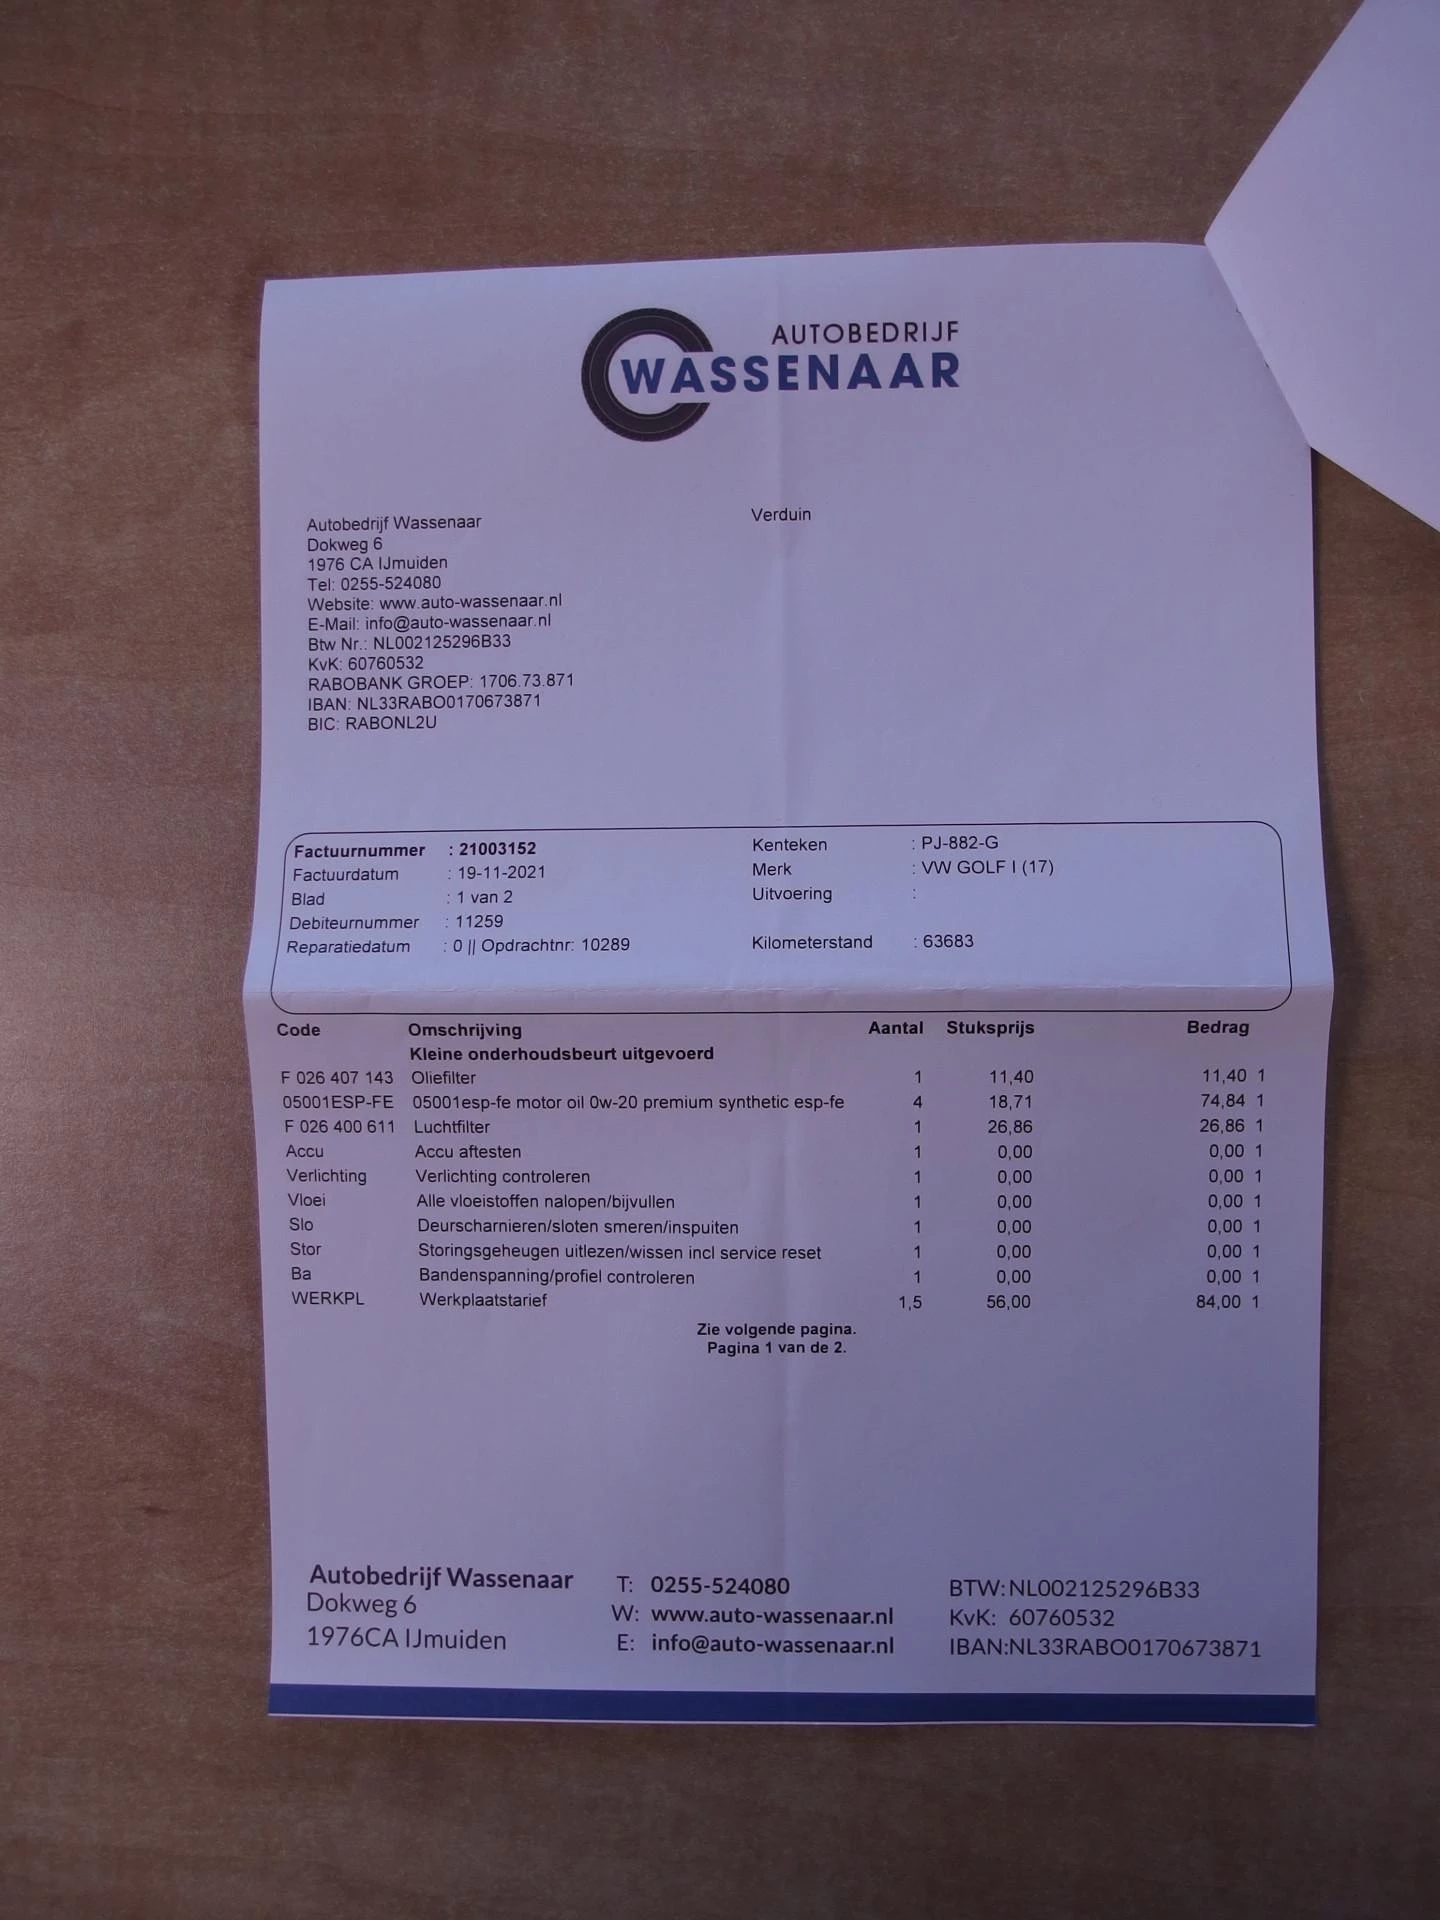 AUTOBEDRIJF
WASSENAAR
Autobedrijf Wassenaar
Dokweg 6
1976 CA IJmuiden
Tel: 0255-524080
Website: www.auto-wassenaar.nl
E-Mail: info@auto-wassenaar.nl
Btw Nr.: NL002125296B33
KvK: 60760532
RABOBANK GROEP: 1706.73.871
IBAN: NL33RABO0170673871
BIC: RABONL2U
Verduin
Factuurnummer : 21003152
Factuurdatum : 19-11-2021
Blad : 1 van 2
Debiteurnummer : 11259
Reparatiedatum : 0 || Opdrachtnr: 10289
Kenteken : PJ-882-G
Merk : VW GOLF I (17)
Uitvoering :
Kilometerstand : 63683
Code Omschrijving Aantal Stuksprijs Bedrag
Kleine onderhoudsbeurt uitgevoerd
F 026 407 143 Oliefilter 1 11,40 11,40 1
05001ESP-FE 05001esp-fe motor oil 0w-20 premium synthetic esp-fe 4 18,71 74,84 1
F 026 400 611 Luchtfilter 1 26,86 26,86 1
Accu Accu aftesten 1 0,00 0,00 1
Verlichting Verlichting controleren 1 0,00 0,00 1
Vloei Alle vloeistoffen nalopen/bijvullen 1 0,00 0,00 1
Slo Deurscharnieren/sloten smeren/inspuiten 1 0,00 0,00 1
Stor Storingsgeheugen uitlezen/wissen incl service reset 1 0,00 0,00 1
Ba Bandenspanning/profiel controleren 1 0,00 0,00 1
WERKPL Werkplaatstarief 1,5 56,00 84,00 1
Zie volgende pagina.
Pagina 1 van de 2.
Autobedrijf Wassenaar
Dokweg 6
1976CA IJmuiden
T: 0255-524080
W: www.auto-wassenaar.nl
E: info@auto-wassenaar.nl
BTW: NL002125296B33
KvK: 60760532
IBAN:NL33RABO0170673871